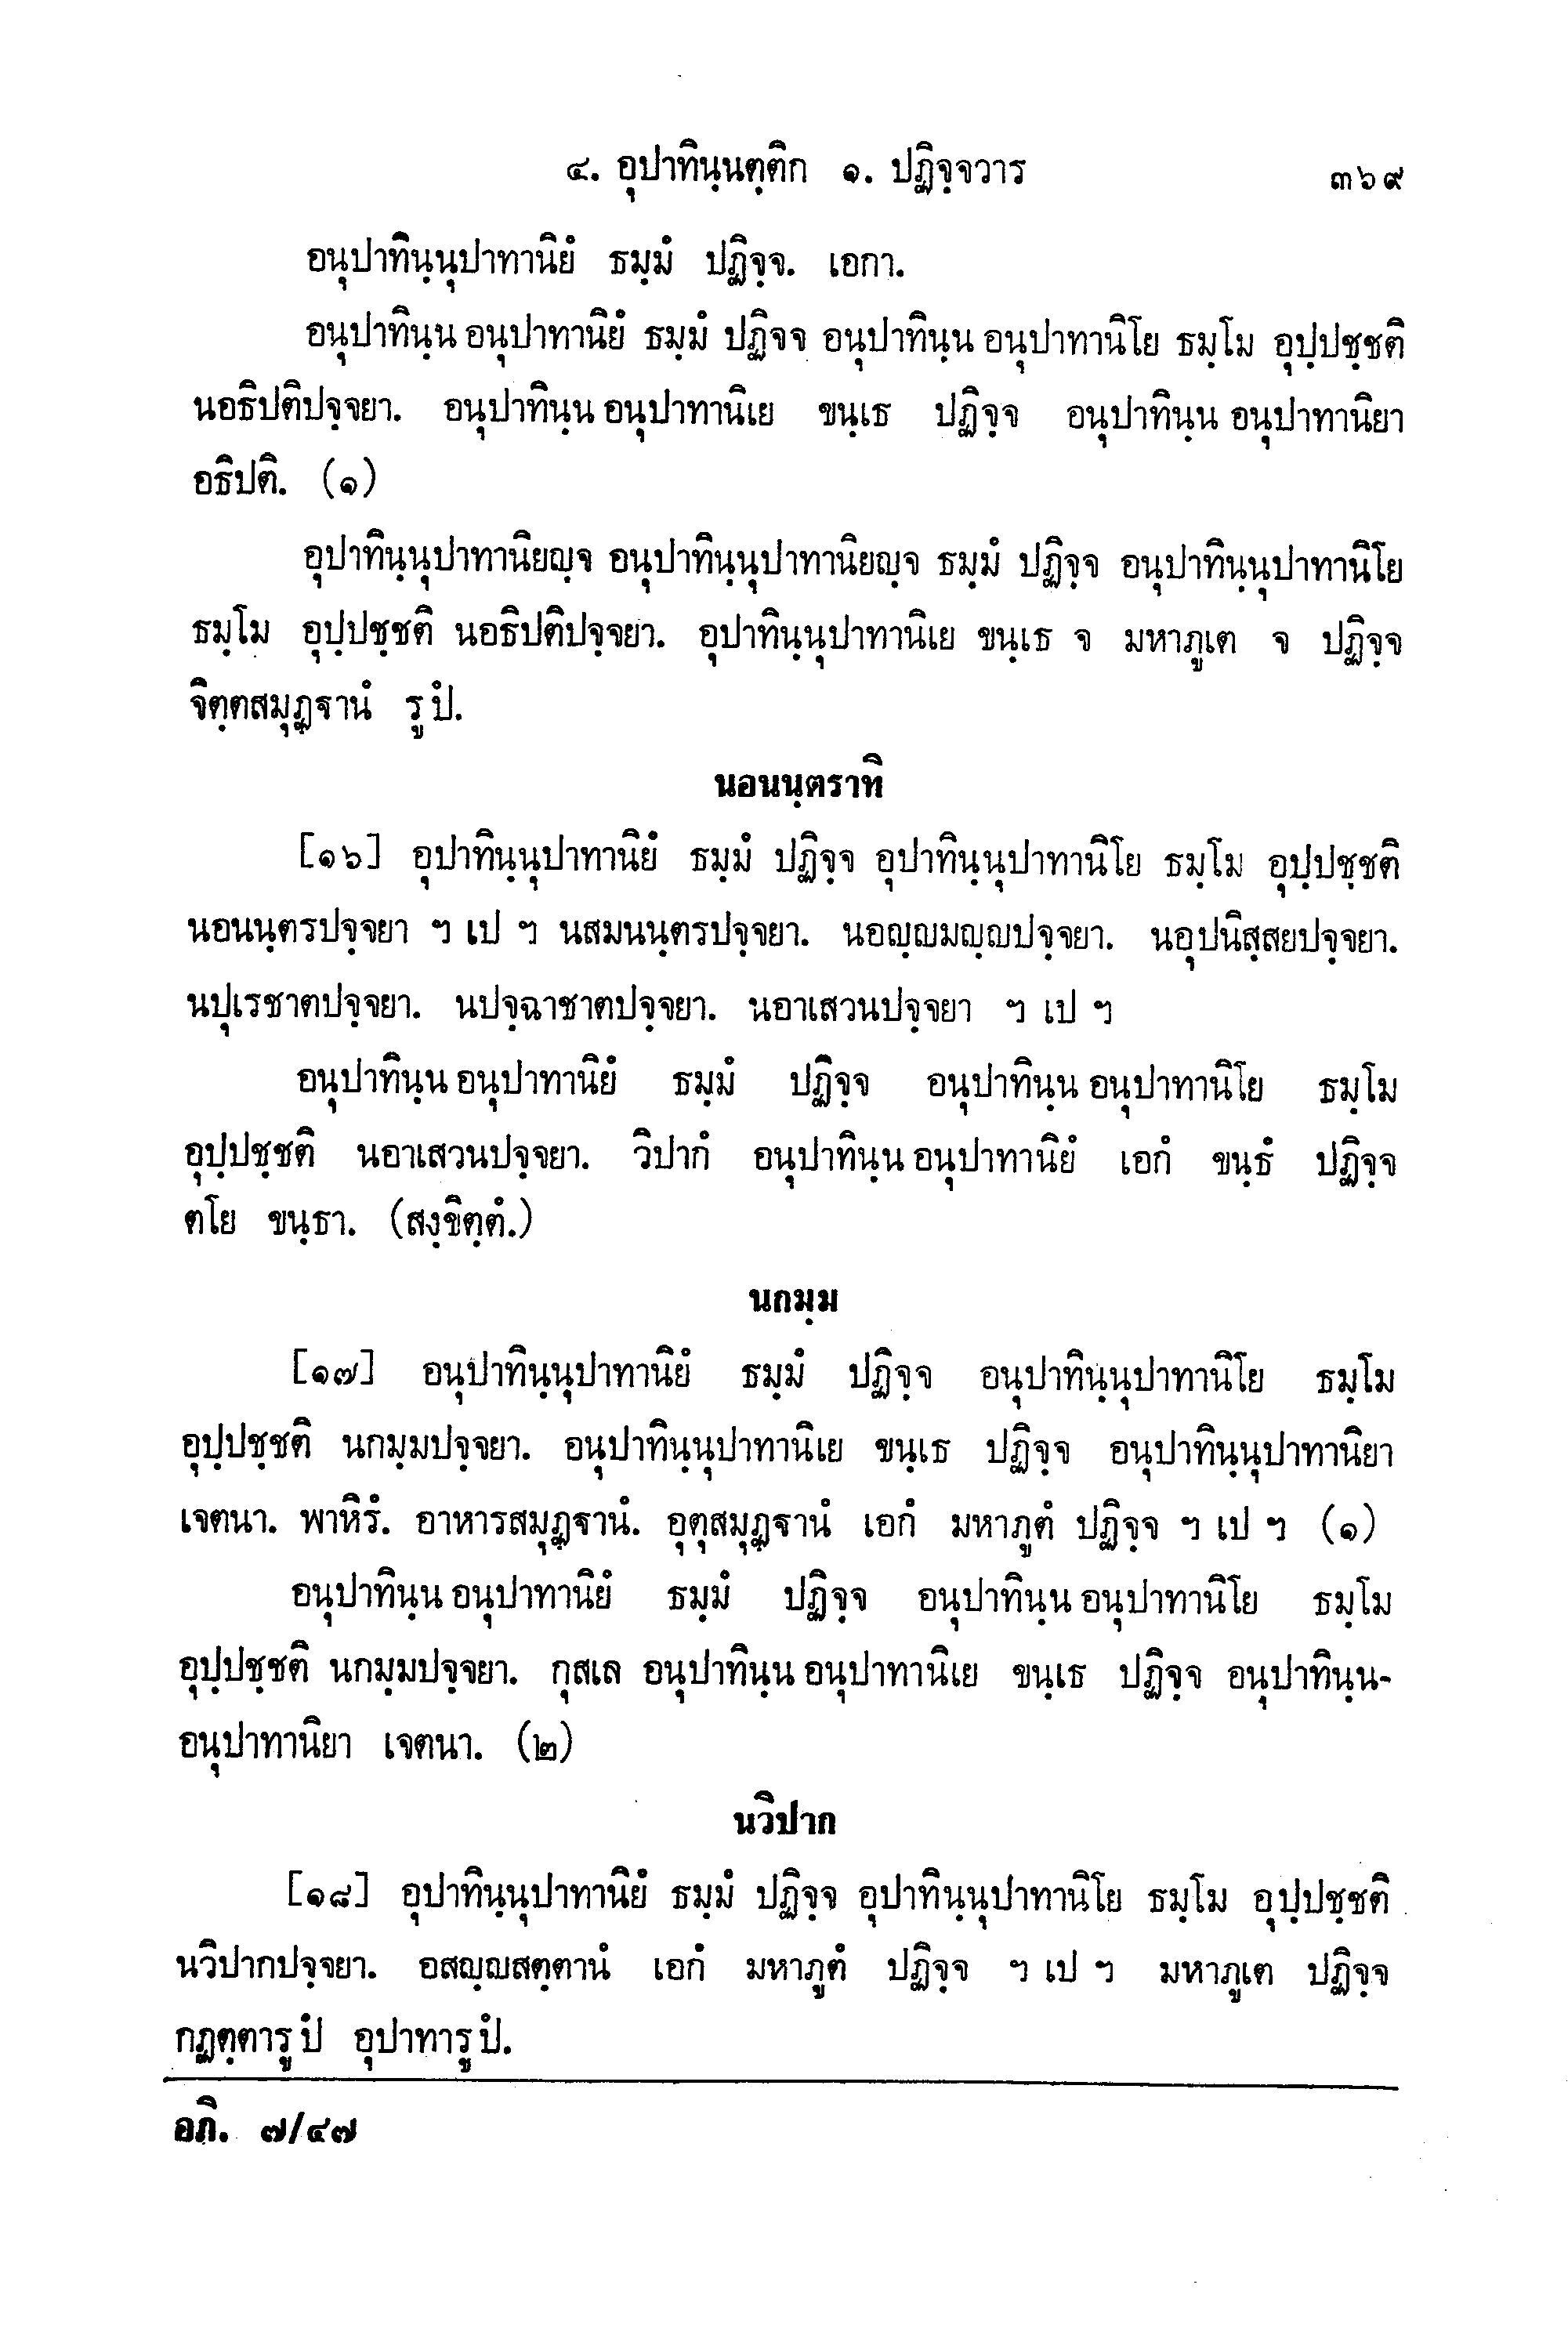 ๔. อุปาทินฺนตฺติก ๑. ปฏิจฺจวาร ๓๖๙
อนุปาทินฺนุปาทานิยํ ธมฺมํ ปฏิจฺจ. เอกา.
อนุปาทินฺน อนุปาทานิยํ ธมฺมํ ปฏิจจ อนุปาทินฺน อนุปาทานิโย ธมฺโม อุปฺปชฺชติ
นอธิปติปจฺจยา. อนุปาทินฺน อนุปาทานิเย ขนฺเธ ปฏิจฺจ อนุปาทินฺน อนุปาทานิยา
อธิปติ. (๑)
อุปาทินฺนุปาทานิยญฺจ อนุปาทินฺนุปาทานิยญฺจ ธมฺมํ ปฏิจฺจ อนุปาทินฺนุปาทานิโย
ธมฺโม อุปฺปชฺชติ นอธิปติปจฺจยา. อุปาทินฺนุปาทานิเย ขนฺเธ จ มหาภูเต จ ปฏิจฺจ
จิตฺตสมุฏฺฐานํ รูปํ.
นอนนฺตราทิ
[๑๖] อุปาทินฺนุปาทานิยํ ธมฺมํ ปฏิจฺจ อุปาทินฺนุปาทานิโย ธมฺโม อุปฺปชฺชติ
นอนนฺตรปจฺจยา ฯ เป ฯ นสมนนฺตรปจฺจยา. นอญฺญมญฺญปจฺจยา. นอุปนิสฺสยปจฺจยา.
นปุเรชาตปจฺจยา. นปจฺฉาชาตปจฺจยา. นอาเสวนปจฺจยา ฯ เป ฯ
อนุปาทินฺน อนุปาทานิยํ ธมฺมํ ปฏิจฺจ อนุปาทินฺน อนุปาทานิโย ธมฺโม
อุปฺปชฺชติ นอาเสวนปจฺจยา. วิปากํ อนุปาทินฺน อนุปาทานิยํ เอกํ ขนฺธํ ปฏิจฺจ
ตโย ขนฺธา. (สงฺขิตฺตํ.)
นกมฺม
[๑๗] อนุปาทินฺนุปาทานิยํ ธมฺมํ ปฏิจฺจ อนุปาทินฺนุปาทานิโย ธมฺโม
อุปฺปชฺชติ นกมฺมปจฺจยา. อนุปาทินฺนุปาทานิเย ขนฺเธ ปฏิจฺจ อนุปาทินฺนุปาทานิยา
เจตนา. พาหิรํ. อาหารสมุฏฺฐานํ. อุตุสมุฏฺฐานํ เอกํ มหาภูตํ ปฏิจฺจ ฯ เป ฯ (๑)
อนุปาทินฺน อนุปาทานิยํ ธมฺมํ ปฏิจฺจ อนุปาทินฺน อนุปาทานิโย ธมฺโม
อุปฺปชฺชติ นกมฺมปจฺจยา. กุสเล อนุปาทินฺน อนุปาทานิเย ขนฺเธ ปฏิจฺจ อนุปาทินฺน-
อนุปาทานิยา เจตนา. (๒)
นวิปาก
[๑๘] อุปาทินฺนุปาทานิยํ ธมฺมํ ปฏิจฺจ อุปาทินฺนุปาทานิโย ธมฺโม อุปฺปชฺชติ
นวิปากปจฺจยา. อสญฺญสตฺตานํ เอกํ มหาภูตํ ปฏิจฺจ ฯ เป ฯ มหาภูเต ปฏิจฺจ
กฏตฺตารูปํ อุปาทารูปํ.
อภิ. ๗/๔๗